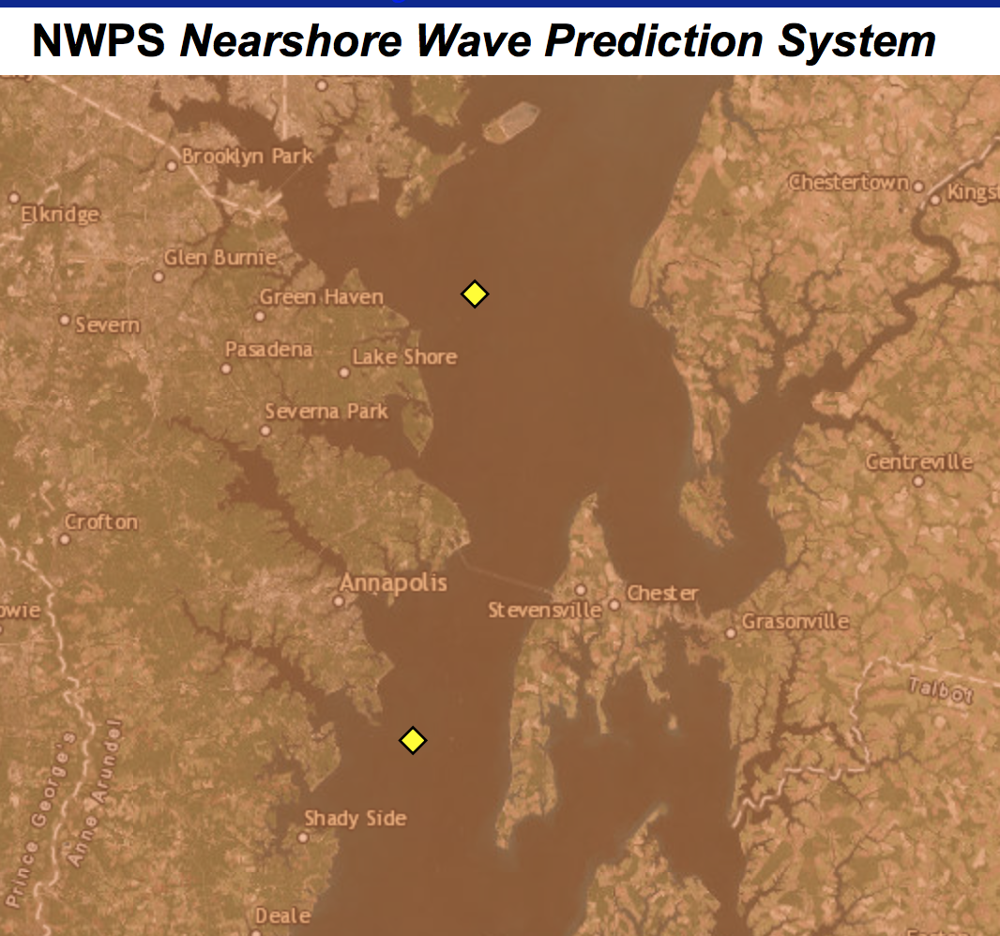 NWPS Nearshore Wave Prediction System
Brooklyn Park
Chestertown
Kingst
Elkridge
Glen Burnie
Green Haven
Severn
Pasadena
Lake Shore
Severna Park
Centreville
Crofton
Annapolis
Chester
owie
Stevensville
Grasonville
Talbot
Prince George's
Anne Arundel
Shady Side
Deale